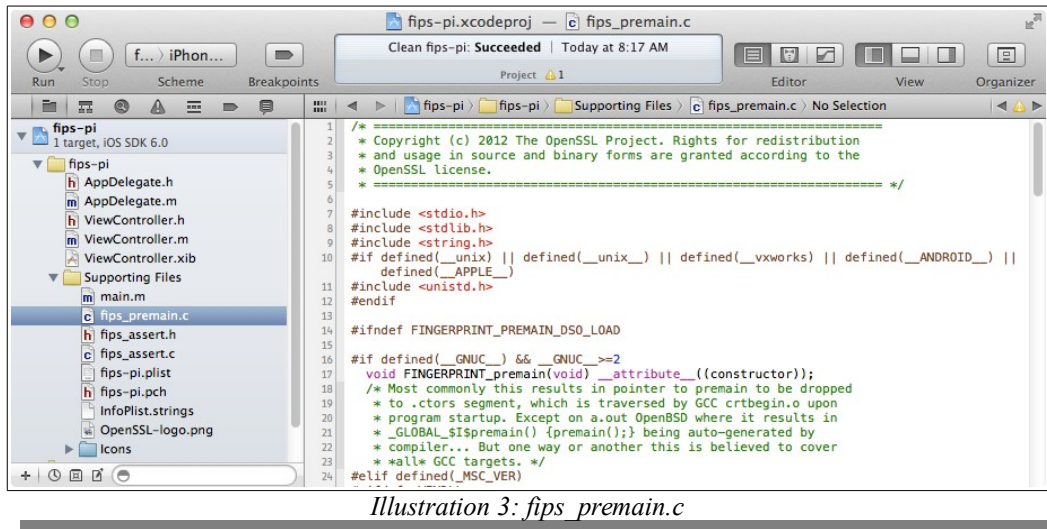 fips-pi.xcodeproj — c fips_premain.c
Run
Stop
f... › iPhon...
Scheme
Breakpoints
Clean fips-pi: Succeeded | Today at 8:17 AM
Project 1
Editor
View
Organizer
fips-pi › fips-pi › Supporting Files › c fips_premain.c › No Selection
fips-pi
1 target, iOS SDK 6.0
fips-pi
h AppDelegate.h
m AppDelegate.m
h ViewController.h
m ViewController.m
ViewController.xib
Supporting Files
m main.m
c fips_premain.c
h fips_assert.h
c fips_assert.c
fips-pi.plist
h fips-pi.pch
InfoPlist.strings
OpenSSL-logo.png
Icons
1 /* ====================================================================
2 * Copyright (c) 2012 The OpenSSL Project. Rights for redistribution
3 * and usage in source and binary forms are granted according to the
4 * OpenSSL license.
5 * ==================================================================== */
6
7 #include <stdio.h>
8 #include <stdlib.h>
9 #include <string.h>
10 #if defined(__unix) || defined(__unix__) || defined(__vxworks) || defined(__ANDROID__) ||
defined(__APPLE__)
11 #include <unistd.h>
12 #endif
13
14 #ifndef FINGERPRINT_PREMAIN_DSO_LOAD
15
16 #if defined(__GNUC__) && __GNUC__>=2
17 void FINGERPRINT_premain(void) __attribute__((constructor));
18 /* Most commonly this results in pointer to premain to be dropped
19 * to .ctors segment, which is traversed by GCC crtbegin.o upon
20 * program startup. Except on a.out OpenBSD where it results in
21 * _GLOBAL_$I$premain() {premain();} being auto-generated by
22 * compiler... But one way or another this is believed to cover
23 * *all* GCC targets. */
24 #elif defined(_MSC_VER)
Illustration 3: fips_premain.c